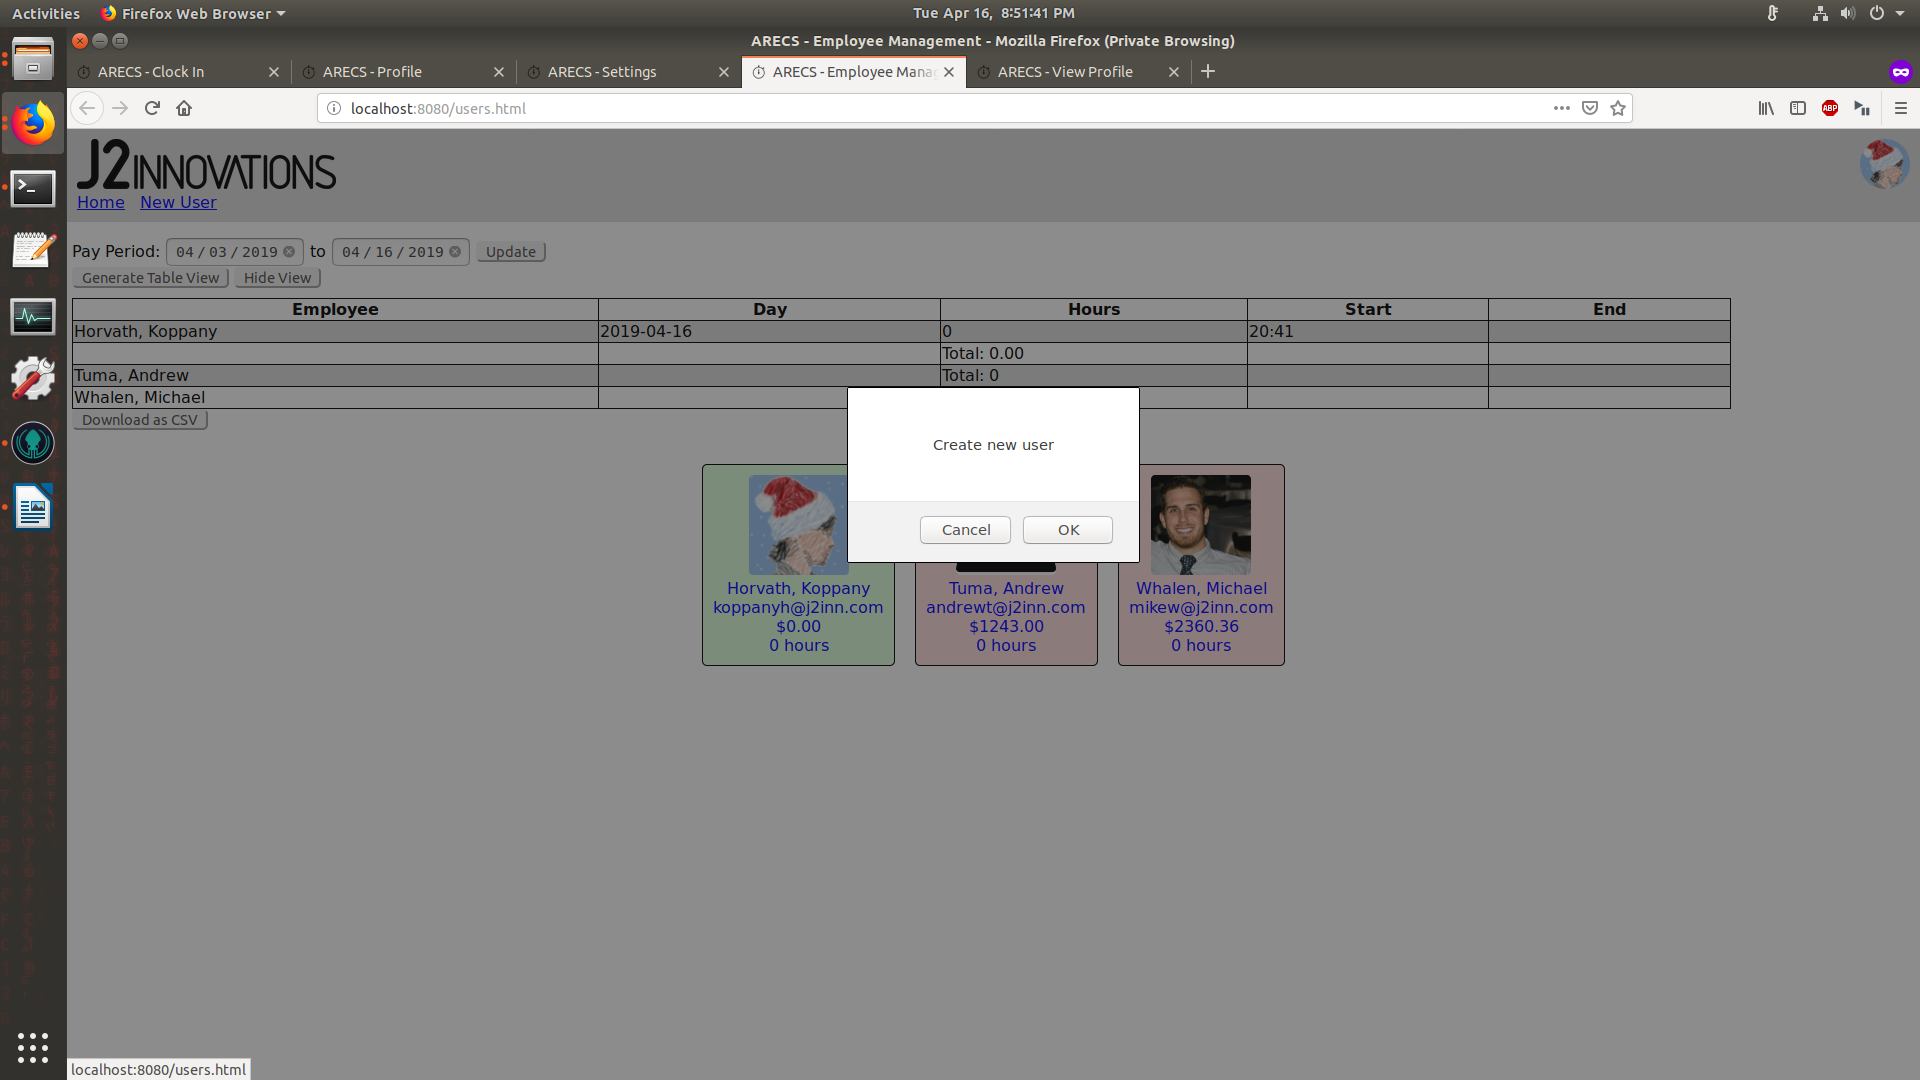 Activities Firefox Web Browser Tue Apr 16, 8:51:41 PM
ARECS - Employee Management - Mozilla Firefox (Private Browsing)
ARECS - Clock In ARECS - Profile ARECS - Settings ARECS - Employee Mana ARECS - View Profile
localhost:8080/users.html ABP
J2INNOVATIONS
Home New User
Pay Period: 04 / 03 / 2019 to 04 / 16 / 2019 Update
Generate Table View Hide View
Employee Day Hours Start End
Horvath, Koppany 2019-04-16 0 20:41
Total: 0.00
Tuma, Andrew Total: 0
Whalen, Michael
Download as CSV
Create new user
Cancel OK
Horvath, Koppany
koppanyh@j2inn.com
$0.00
0 hours
Tuma, Andrew
andrewt@j2inn.com
$1243.00
0 hours
Whalen, Michael
mikew@j2inn.com
$2360.36
0 hours
localhost:8080/users.html